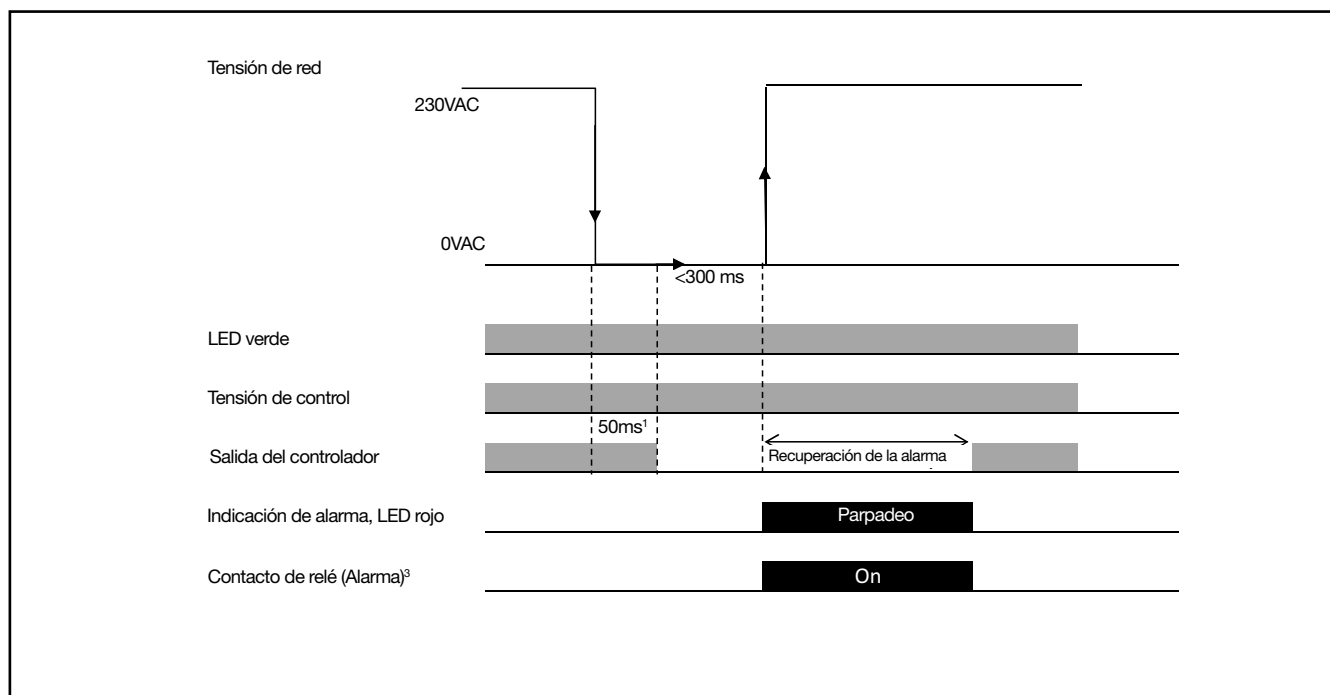 Tensión de red
230VAC
0VAC
<300 ms
LED verde
Tensión de control
50ms¹
Salida del controlador
Recuperación de la alarma
Indicación de alarma, LED rojo
Parpadeo
Contacto de relé (Alarma)³
On